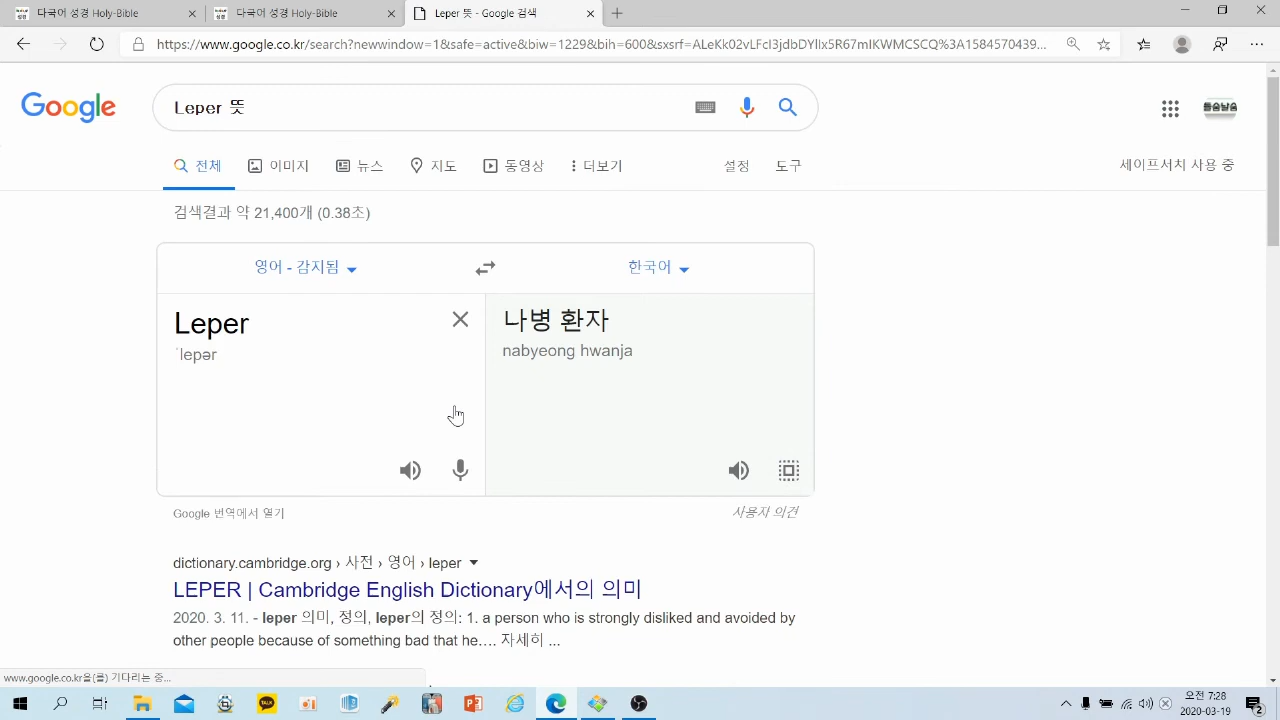 다국어 성경 Holy-Bible
다국어 성경 Holy-Bible
Leper 뜻 - Google 검색
https://www.google.co.kr/search?newwindow=1&safe=active&biw=1229&bih=600&sxsrf=ALeKk02vLFcI3jdbDYlIx5R67mIKWMCSCQ%3A1584570439...
Google
Leper 뜻
전체
이미지
뉴스
지도
동영상
더보기
설정
도구
세이프서치 사용 중
검색결과 약 21,400개 (0.38초)
영어 - 감지됨
한국어
Leper
ˈlepər
나병 환자
nabyeong hwanja
Google 번역에서 열기
사용자 의견
dictionary.cambridge.org › 사전 › 영어 › leper
LEPER | Cambridge English Dictionary에서의 의미
2020. 3. 11. - leper 의미, 정의, leper의 정의: 1. a person who is strongly disliked and avoided by
other people because of something bad that he…. 자세히 ...
www.google.co.kr을(를) 기다리는 중...
TALK
오전 7:28
2020-03-19
2